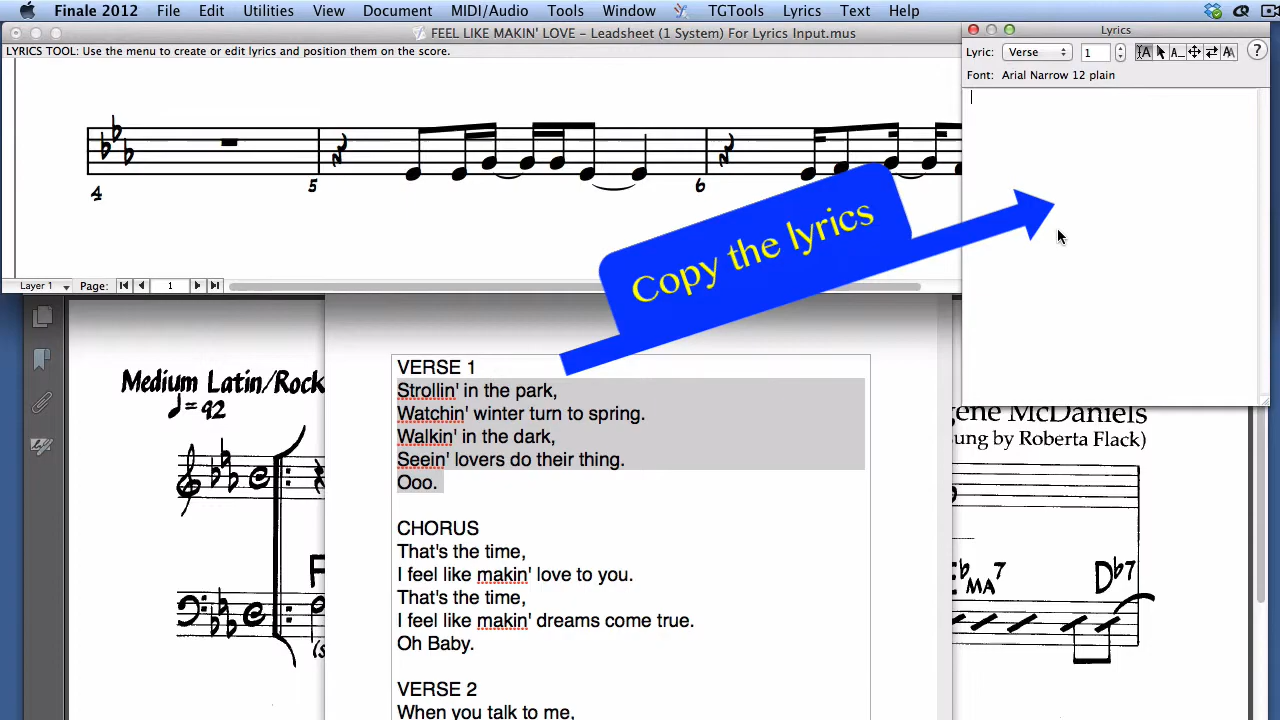 Finale 2012 File Edit Utilities View Document MIDI/Audio Tools Window TGTools Lyrics Text Help
FEEL LIKE MAKIN' LOVE – Leadsheet (1 System) For Lyrics Input.mus
Lyrics
LYRICS TOOL: Use the menu to create or edit lyrics and position them on the score.
Lyric: Verse 1 A A_ AA ?
Font: Arial Narrow 12 plain
4 5 6
Copy the lyrics
Layer 1 Page: 1
Medium Latin/Rock
♩=92
VERSE 1
Strollin' in the park,
Watchin' winter turn to spring.
Walkin' in the dark,
Seein' lovers do their thing.
Ooo.
CHORUS
That's the time,
I feel like makin' love to you.
That's the time,
I feel like makin' dreams come true.
Oh Baby.
VERSE 2
When you talk to me,
ene McDaniels
sung by Roberta Flack)
F
E♭MA7 D♭7
(s